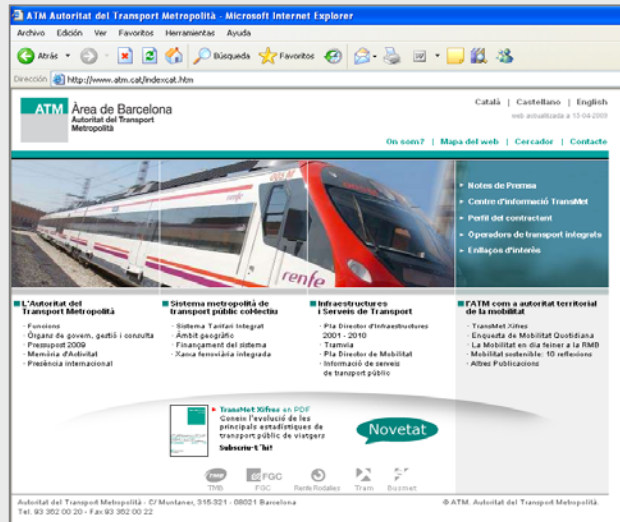 ATM Autoritat del Transport Metropolità - Microsoft Internet Explorer
Archivo Edición Ver Favoritos Herramientas Ayuda
Atrás Búsqueda Favoritos
Dirección http://www.atm.cat/indexcat.htm
ATM Àrea de Barcelona
Autoritat del Transport
Metropolità
Català | Castellano | English
web actualitzada a 15-04-2009
On som? | Mapa del web | Cercador | Contacte
renfe
renfe
▸ Notes de Premsa
▸ Centre d'informació TransMet
▸ Perfil del contractant
▸ Operadors de transport integrats
▸ Enllaços d'interès
L'Autoritat del
Transport Metropolità
· Funcions
· Òrgans de govern, gestió i consulta
· Pressupost 2009
· Memòria d'Activitat
· Presència internacional
Sistema metropolità de
transport públic col·lectiu
· Sistema Tarifari Integrat
· Àmbit geogràfic
· Finançament del sistema
· Xarxa ferroviària integrada
Infraestructures
i Serveis de Transport
· Pla Director d'Infraestructures
2001 - 2010
· Tramvia
· Pla Director de Mobilitat
· Informació de serveis
de transport públic
l'ATM com a autoritat territorial
de la mobilitat
· TransMet Xifres
· Enquesta de Mobilitat Quotidiana
· La Mobilitat en dia feiner a la RMB
· Mobilitat sostenible: 10 reflexions
· Altres Publicacions
▸ TransMet Xifres en PDF
Coneix l'evolució de les
principals estadístiques de
transport públic de viatgers
Subscriu-t´hi!
Novetat
TMB
FGC
TMB FGC Renfe Rodalies Tram Busmet
Autoritat del Transport Metropolità - C/ Muntaner, 315-321 - 08021 Barcelona
Tel. 93 362 00 20 - Fax 93 362 00 22
© ATM. Autoritat del Transport Metropolità.